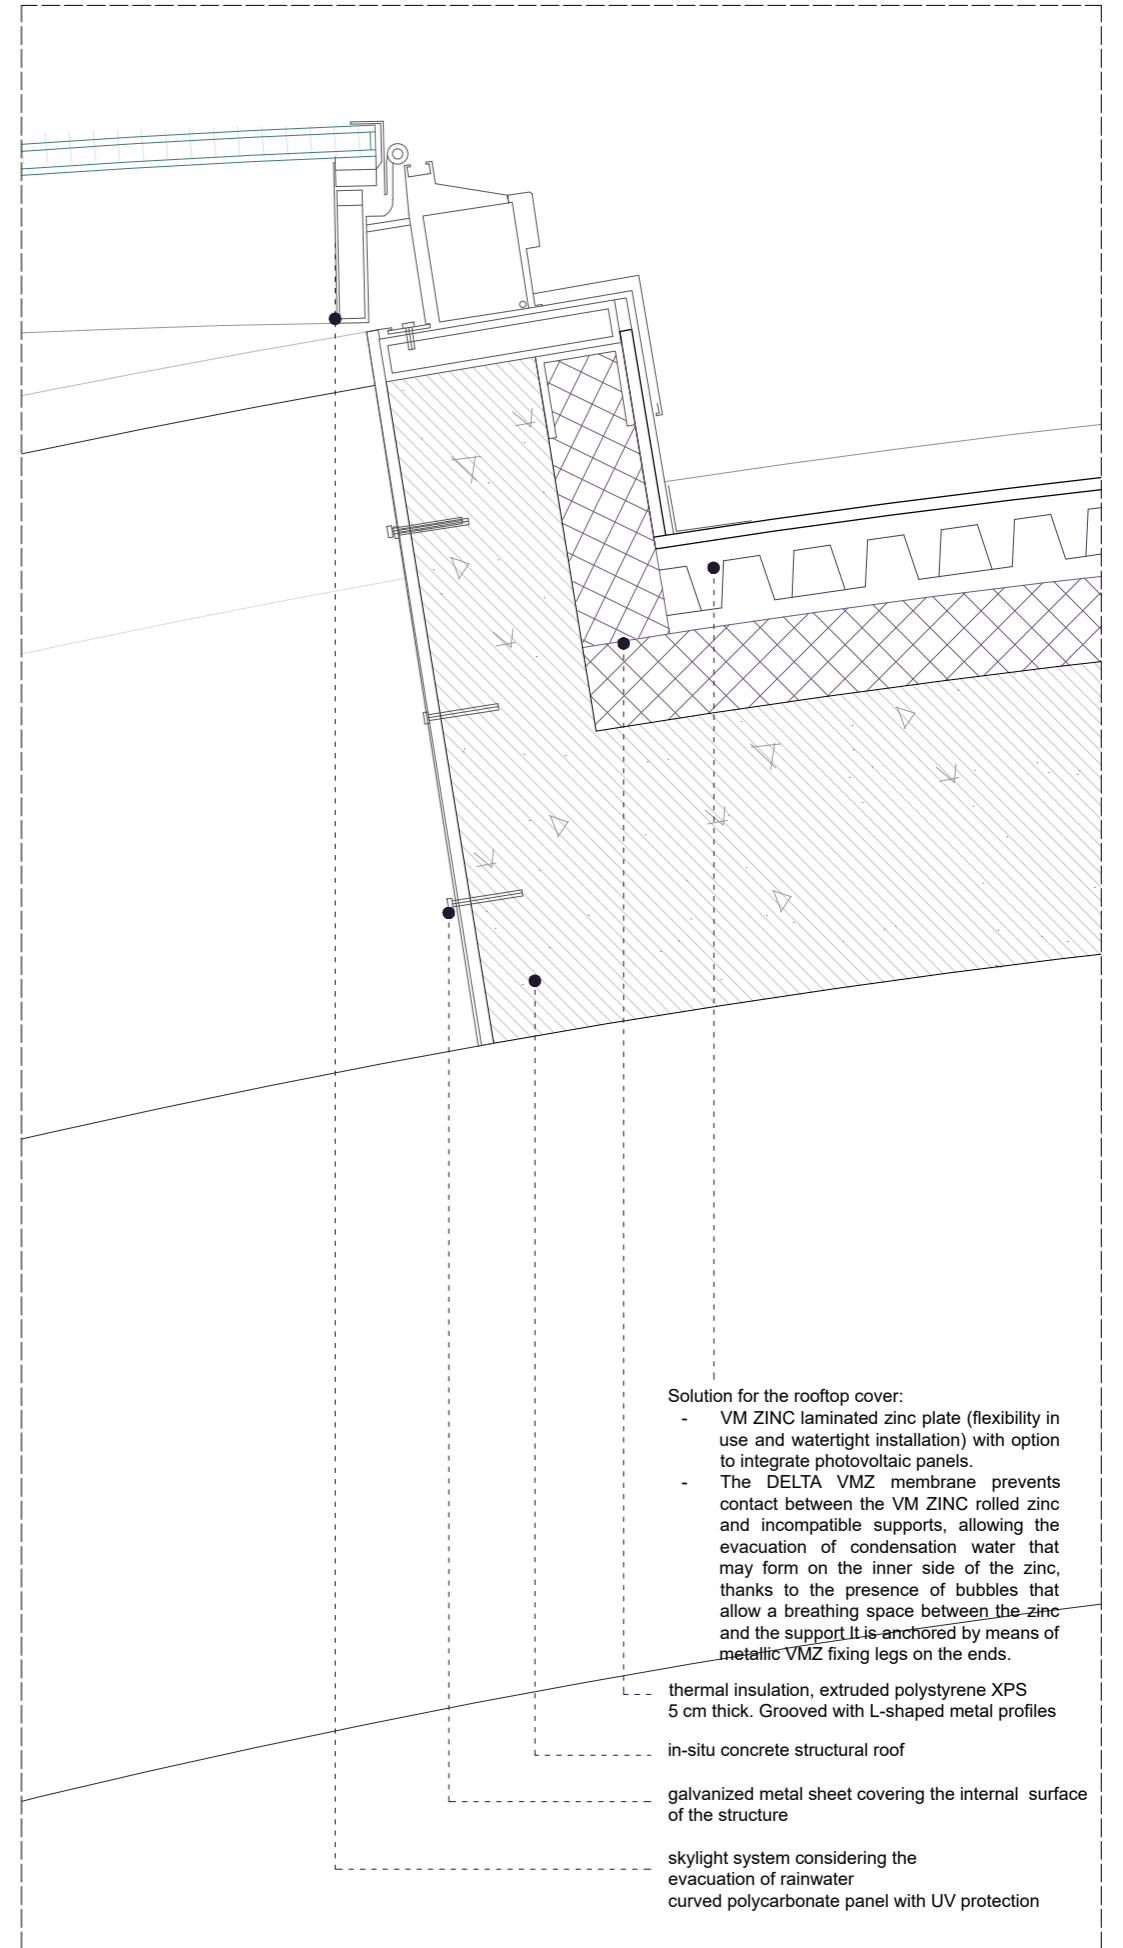 Solution for the rooftop cover:
- VM ZINC laminated zinc plate (flexibility in
use and watertight installation) with option
to integrate photovoltaic panels.
- The DELTA VMZ membrane prevents
contact between the VM ZINC rolled zinc
and incompatible supports, allowing the
evacuation of condensation water that
may form on the inner side of the zinc,
thanks to the presence of bubbles that
allow a breathing space between the zinc
and the support It is anchored by means of
metallic VMZ fixing legs on the ends.
thermal insulation, extruded polystyrene XPS
5 cm thick. Grooved with L-shaped metal profiles
in-situ concrete structural roof
galvanized metal sheet covering the internal surface
of the structure
skylight system considering the
evacuation of rainwater
curved polycarbonate panel with UV protection